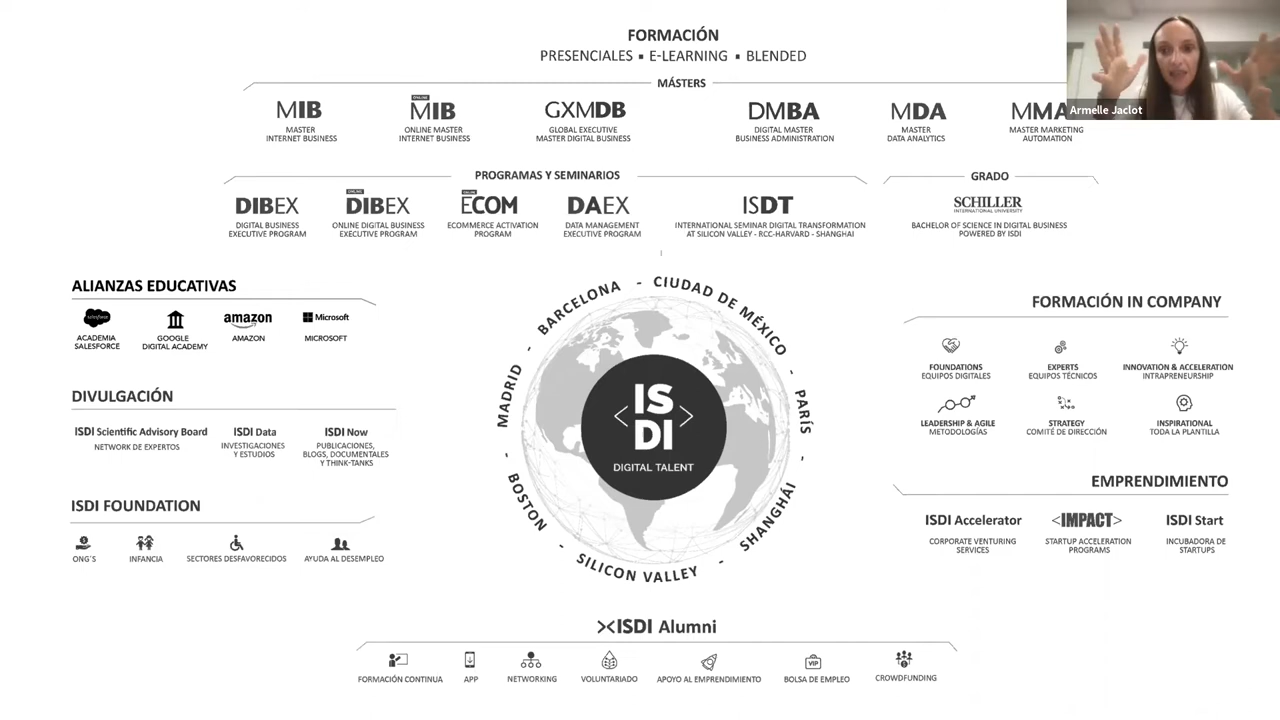 FORMACIÓN
PRESENCIALES ▪ E-LEARNING ▪ BLENDED
MÁSTERS
MIB
MASTER
INTERNET BUSINESS
ONLINE
MIB
ONLINE MASTER
INTERNET BUSINESS
GXMDB
GLOBAL EXECUTIVE
MASTER DIGITAL BUSINESS
DMBA
DIGITAL MASTER
BUSINESS ADMINISTRATION
MDA
MASTER
DATA ANALYTICS
MMA
MASTER MARKETING
AUTOMATION
Armelle Jaclot
PROGRAMAS Y SEMINARIOS
DIBEX
DIGITAL BUSINESS
EXECUTIVE PROGRAM
ONLINE
DIBEX
ONLINE DIGITAL BUSINESS
EXECUTIVE PROGRAM
ONLINE
ECOM
ECOMMERCE ACTIVATION
PROGRAM
DAEX
DATA MANAGEMENT
EXECUTIVE PROGRAM
ISDT
INTERNATIONAL SEMINAR DIGITAL TRANSFORMATION
AT SILICON VALLEY - RCC-HARVARD - SHANGHAI
GRADO
SCHILLER
INTERNATIONAL UNIVERSITY
BACHELOR OF SCIENCE IN DIGITAL BUSINESS
POWERED BY ISDI
ALIANZAS EDUCATIVAS
salesforce
ACADEMIA
SALESFORCE
GOOGLE
DIGITAL ACADEMY
amazon
AMAZON
Microsoft
MICROSOFT
DIVULGACIÓN
ISDI Scientific Advisory Board
NETWORK DE EXPERTOS
ISDI Data
INVESTIGACIONES
Y ESTUDIOS
ISDI Now
PUBLICACIONES,
BLOGS, DOCUMENTALES
Y THINK-TANKS
ISDI FOUNDATION
ONG´S
INFANCIA
SECTORES DESFAVORECIDOS
AYUDA AL DESEMPLEO
MADRID - BARCELONA - CIUDAD DE MÉXICO - PARÍS - SHANGHÁI - SILICON VALLEY - BOSTON -
<IS
DI>
DIGITAL TALENT
FORMACIÓN IN COMPANY
FOUNDATIONS
EQUIPOS DIGITALES
EXPERTS
EQUIPOS TÉCNICOS
INNOVATION & ACCELERATION
INTRAPRENEURSHIP
LEADERSHIP & AGILE
METODOLOGÍAS
STRATEGY
COMITÉ DE DIRECCIÓN
INSPIRATIONAL
TODA LA PLANTILLA
EMPRENDIMIENTO
ISDI Accelerator
CORPORATE VENTURING
SERVICES
<IMPACT>
STARTUP ACCELERATION
PROGRAMS
ISDI Start
INCUBADORA DE
STARTUPS
><ISDI Alumni
FORMACIÓN CONTINUA
APP
NETWORKING
VOLUNTARIADO
APOYO AL EMPRENDIMIENTO
VIP
BOLSA DE EMPLEO
CROWDFUNDING